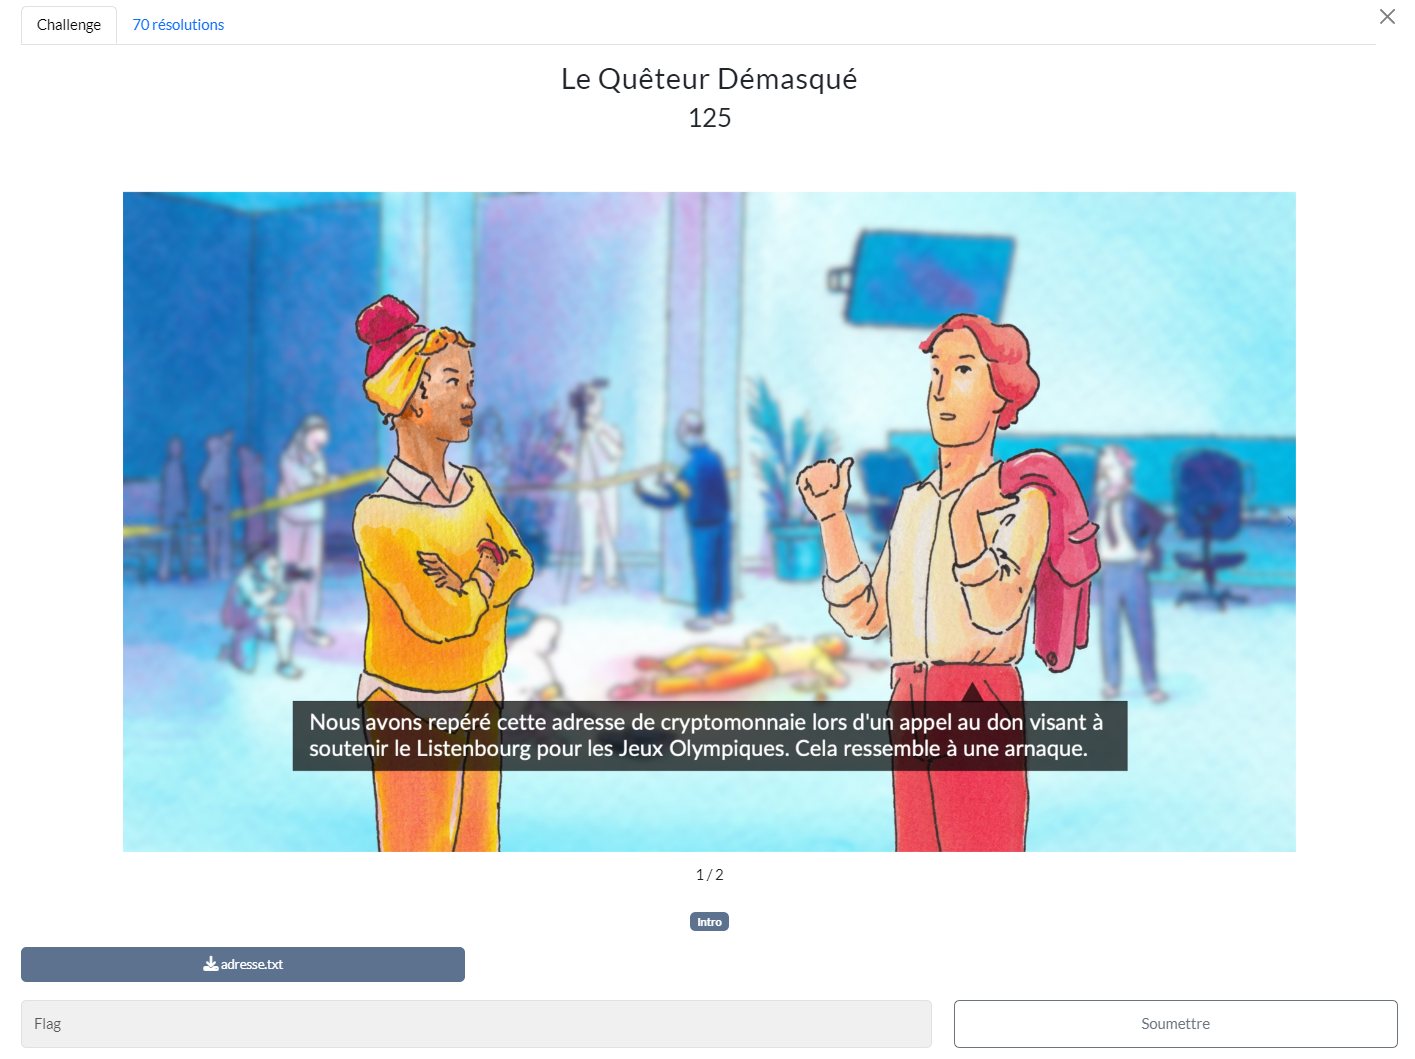 Challenge
70 résolutions
Le Quêteur Démasqué
125
Nous avons repéré cette adresse de cryptomonnaie lors d'un appel au don visant à
soutenir le Listenbourg pour les Jeux Olympiques. Cela ressemble à une arnaque.
1 / 2
Intro
adresse.txt
Flag
Soumettre